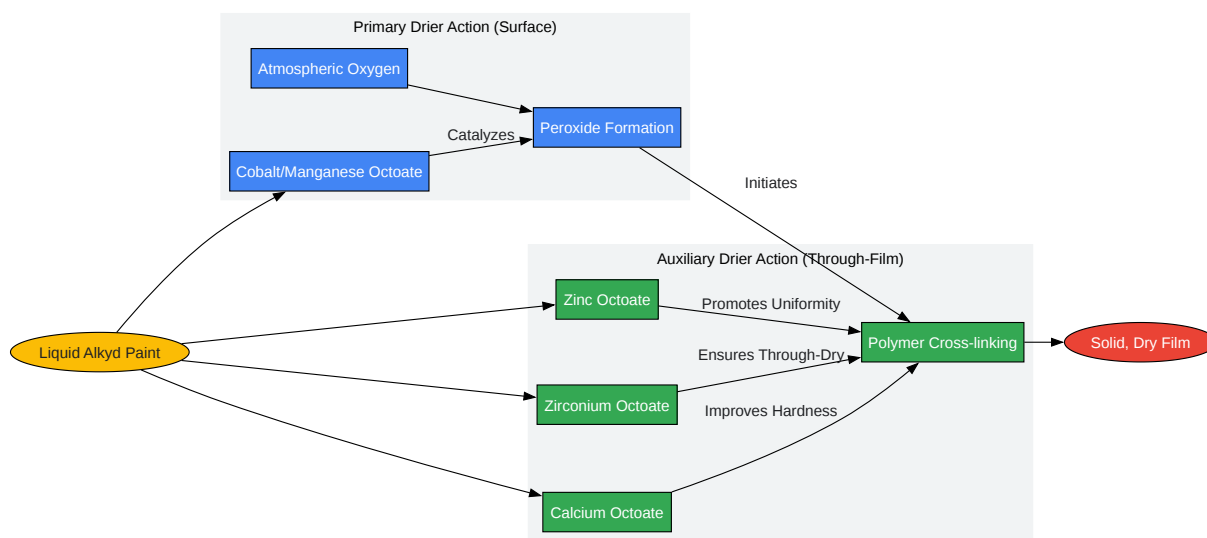 Primary Drier Action (Surface)
Atmospheric Oxygen
Peroxide Formation
Catalyzes
Cobalt/Manganese Octoate
Initiates
Auxiliary Drier Action (Through-Film)
Zinc Octoate
Promotes Uniformity
Liquid Alkyd Paint
Polymer Cross-linking
Solid, Dry Film
Ensures Through-Dry
Zirconium Octoate
Improves Hardness
Calcium Octoate